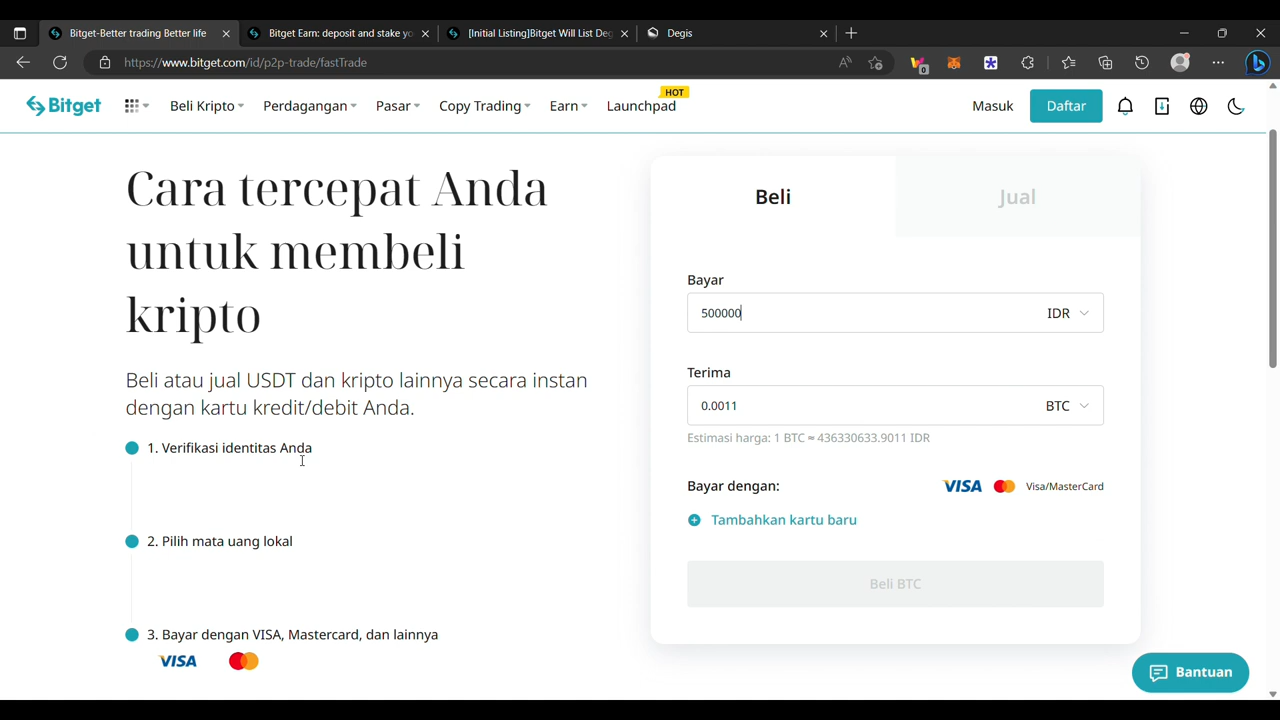 Bitget-Better trading Better life
Bitget Earn: deposit and stake yo
[Initial Listing]Bitget Will List Deg
Degis
https://www.bitget.com/id/p2p-trade/fastTrade
0
Bitget
Beli Kripto
Perdagangan
Pasar
Copy Trading
Earn
Launchpad
HOT
Masuk
Daftar
Cara tercepat Anda
untuk membeli
kripto
Beli atau jual USDT dan kripto lainnya secara instan
dengan kartu kredit/debit Anda.
1. Verifikasi identitas Anda
2. Pilih mata uang lokal
3. Bayar dengan VISA, Mastercard, dan lainnya
VISA
Beli
Jual
Bayar
500000
IDR
Terima
0.0011
BTC
Estimasi harga: 1 BTC ≈ 436330633.9011 IDR
Bayar dengan:
VISA
Visa/MasterCard
Tambahkan kartu baru
Beli BTC
Bantuan